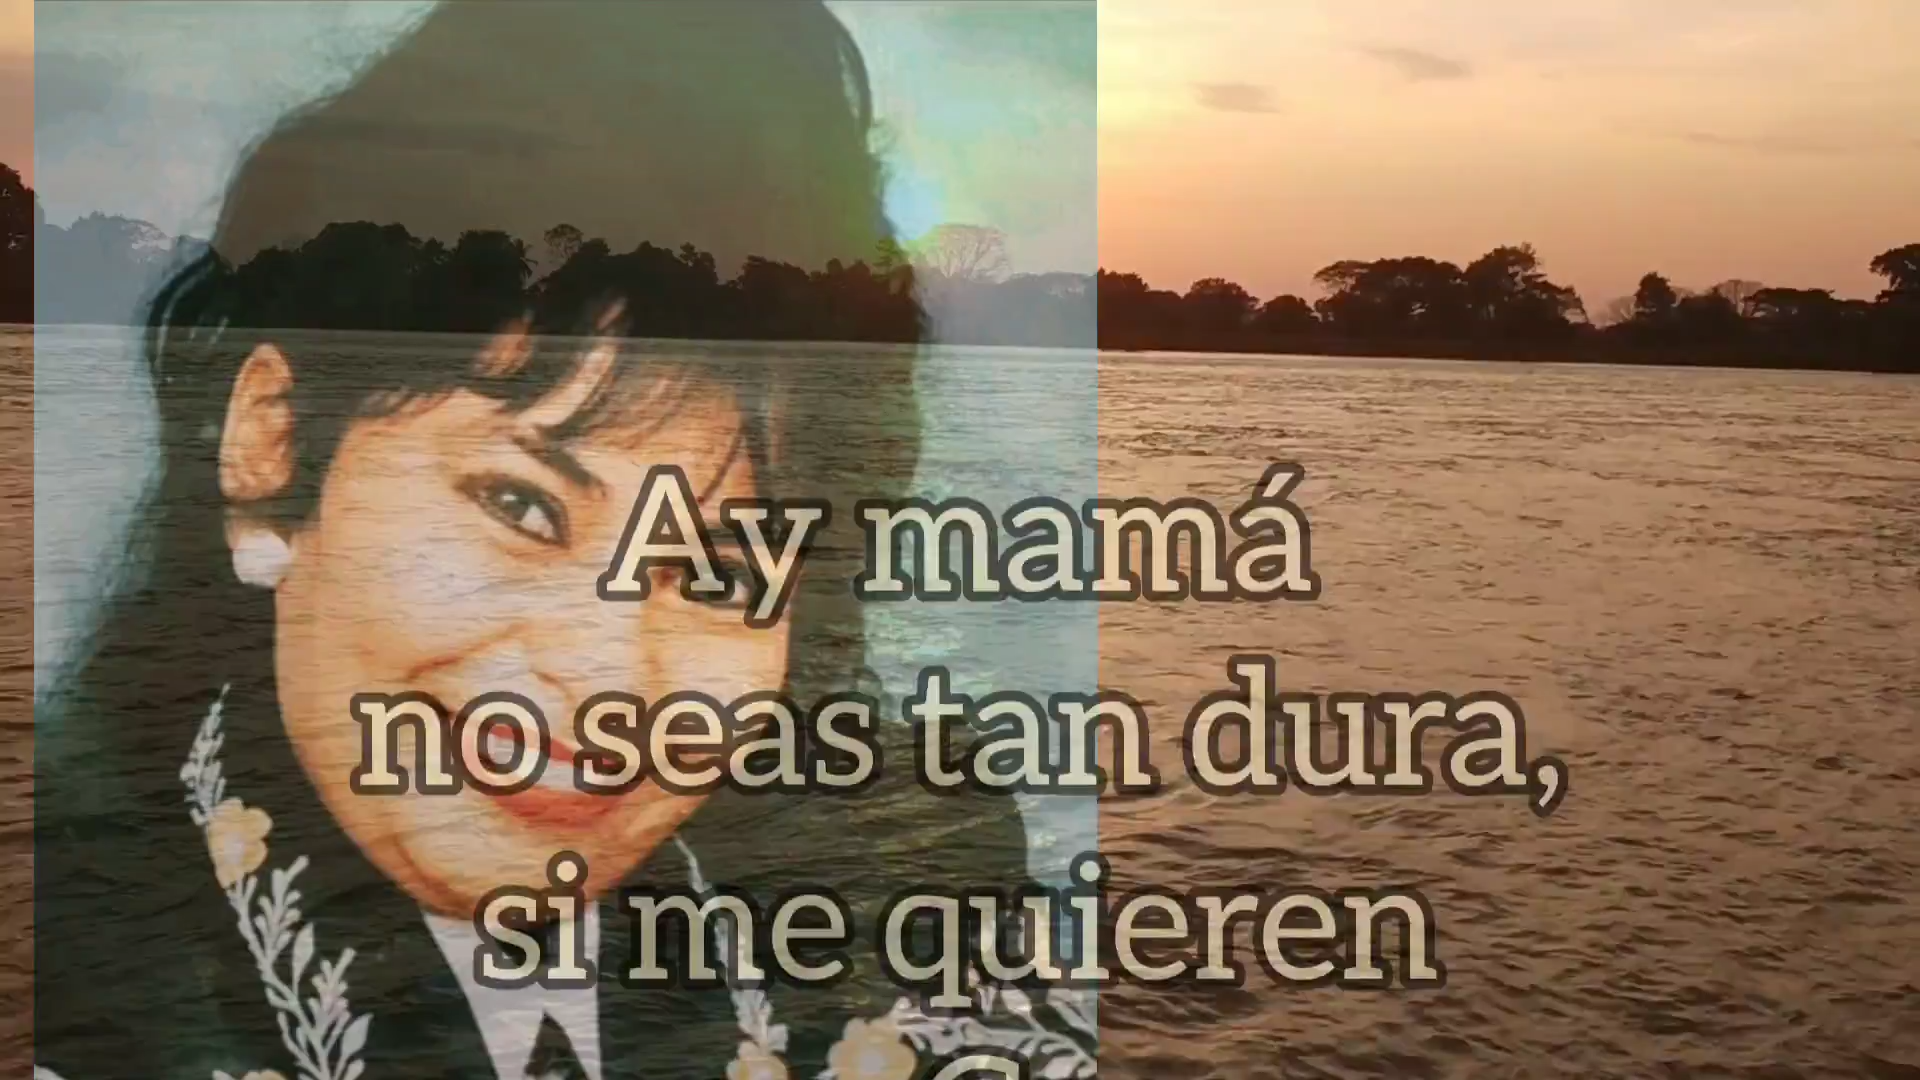 Ay mamá
no seas tan dura,
si me quieren